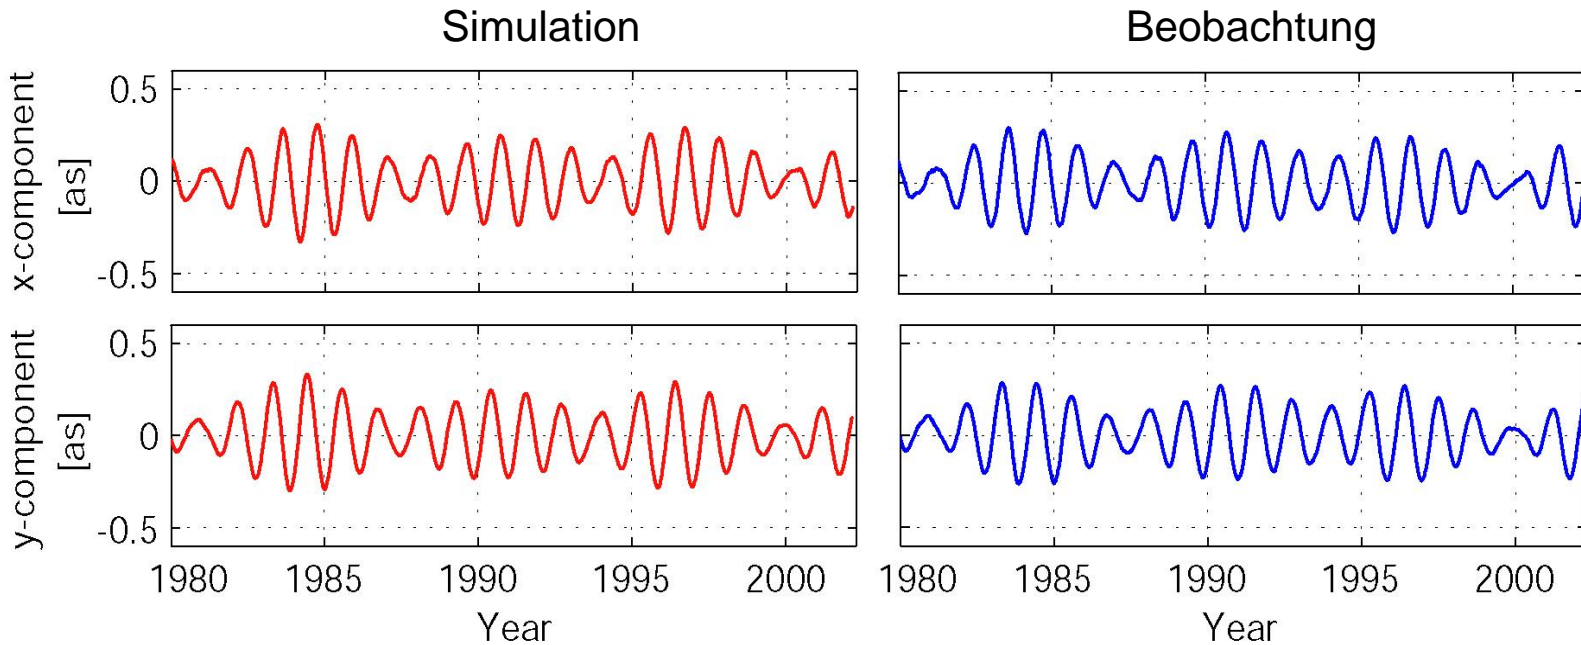 Simulation
Beobachtung
x-component
[as]
0.5
0
-0.5
y-component
[as]
0.5
0
-0.5
1980 1985 1990 1995 2000
Year
1980 1985 1990 1995 2000
Year